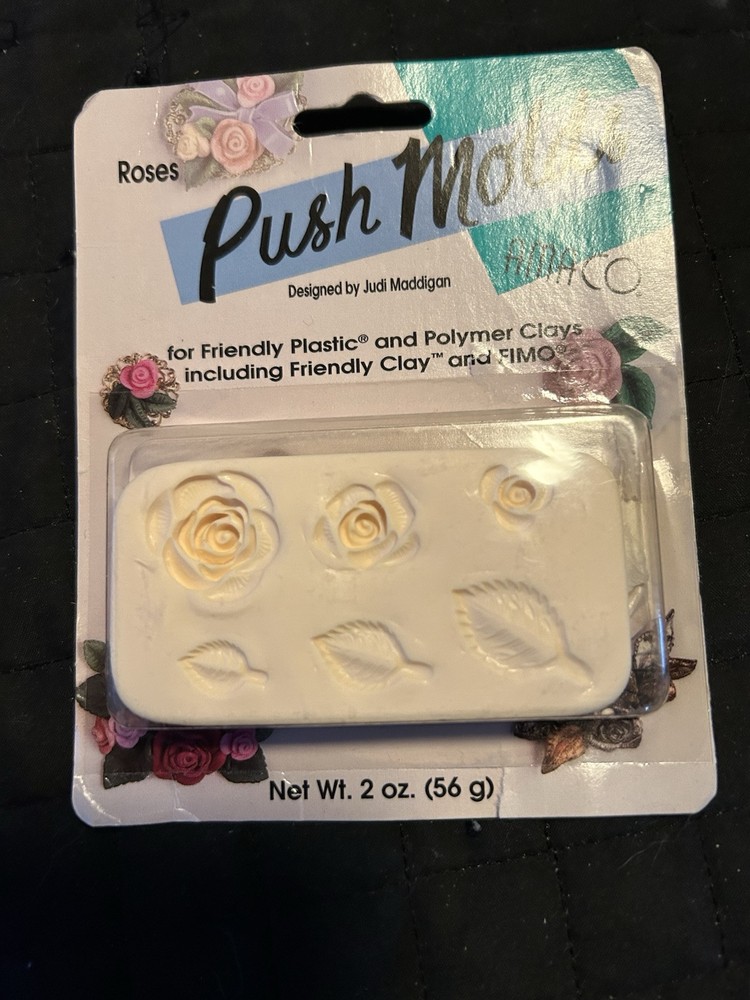 Roses
Push Molds
Designed by Judi Maddigan
AMACO®
for Friendly Plastic® and Polymer Clays
including Friendly Clay™ and FIMO®
Net Wt. 2 oz. (56 g)